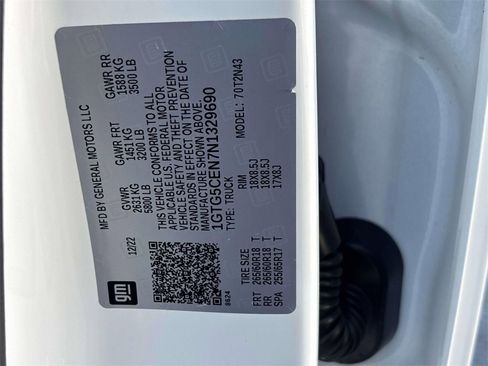 MFD BY GENERAL MOTORS LLC
GVWR GAWR FRT GAWR RR
2631 KG 1451 KG 1588 KG
5800 LB 3200 LB 3500 LB
THIS VEHICLE CONFORMS TO ALL
APPLICABLE U.S. FEDERAL MOTOR
VEHICLE SAFETY AND THEFT PREVENTION
STANDARDS IN EFFECT ON THE DATE OF
MANUFACTURE SHOWN ABOVE.
12/22
1GTG5CEN7N1329690
TYPE: TRUCK MODEL: 70T2N43
gm
8624
TIRE SIZE RIM
FRT 265/60R18 T 18X8.5J
RR 265/60R18 T 18X8.5J
SPA 255/65R17 T 17X8J